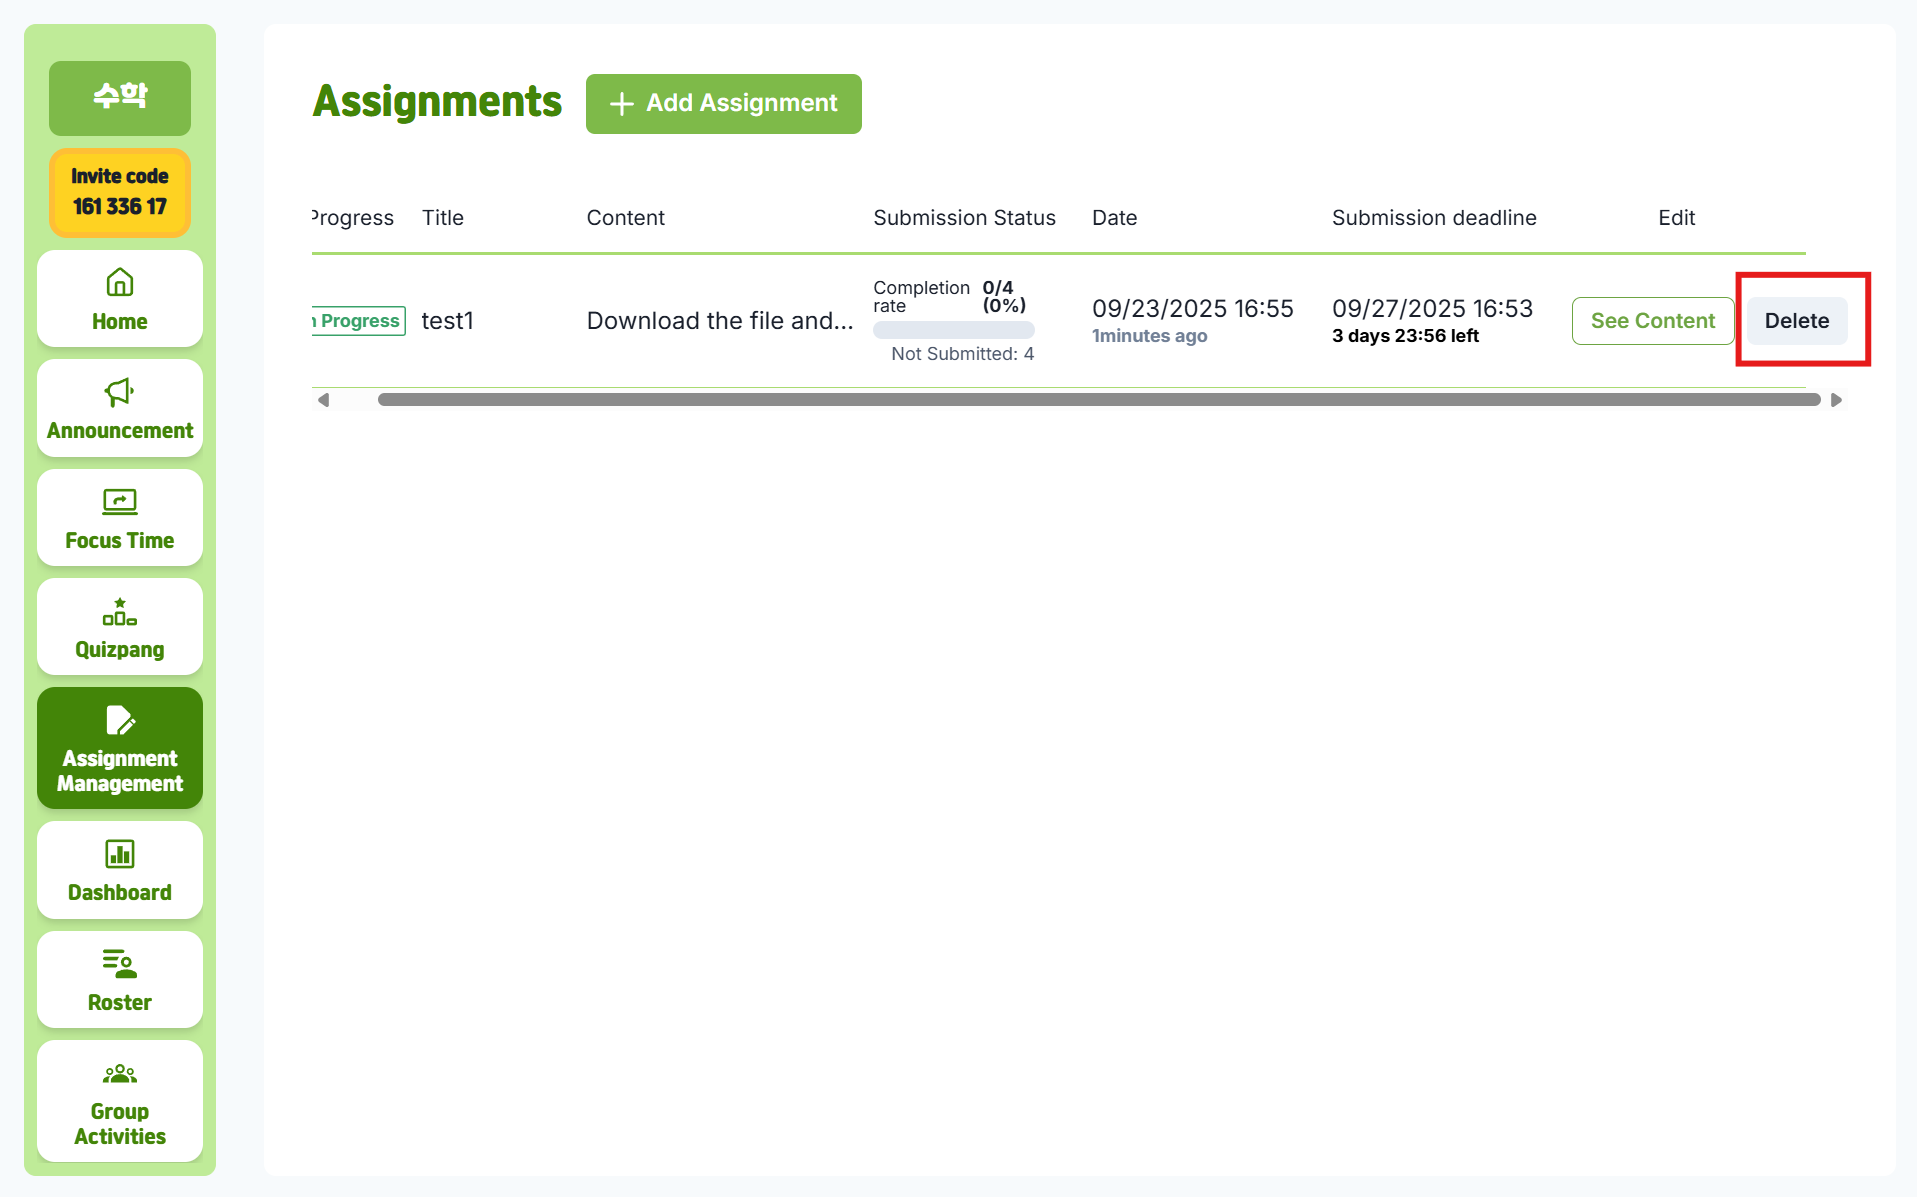 수학
Invite code
161 336 17
Home
Announcement
Focus Time
Quizpang
Assignment
Management
Dashboard
Roster
Group
Activities
Assignments
+ Add Assignment
Progress Title Content Submission Status Date Submission deadline Edit
Progress test1 Download the file and... Completion rate 0/4 (0%) 09/23/2025 16:55 09/27/2025 16:53 See Content Delete
1minutes ago 3 days 23:56 left
Not Submitted: 4